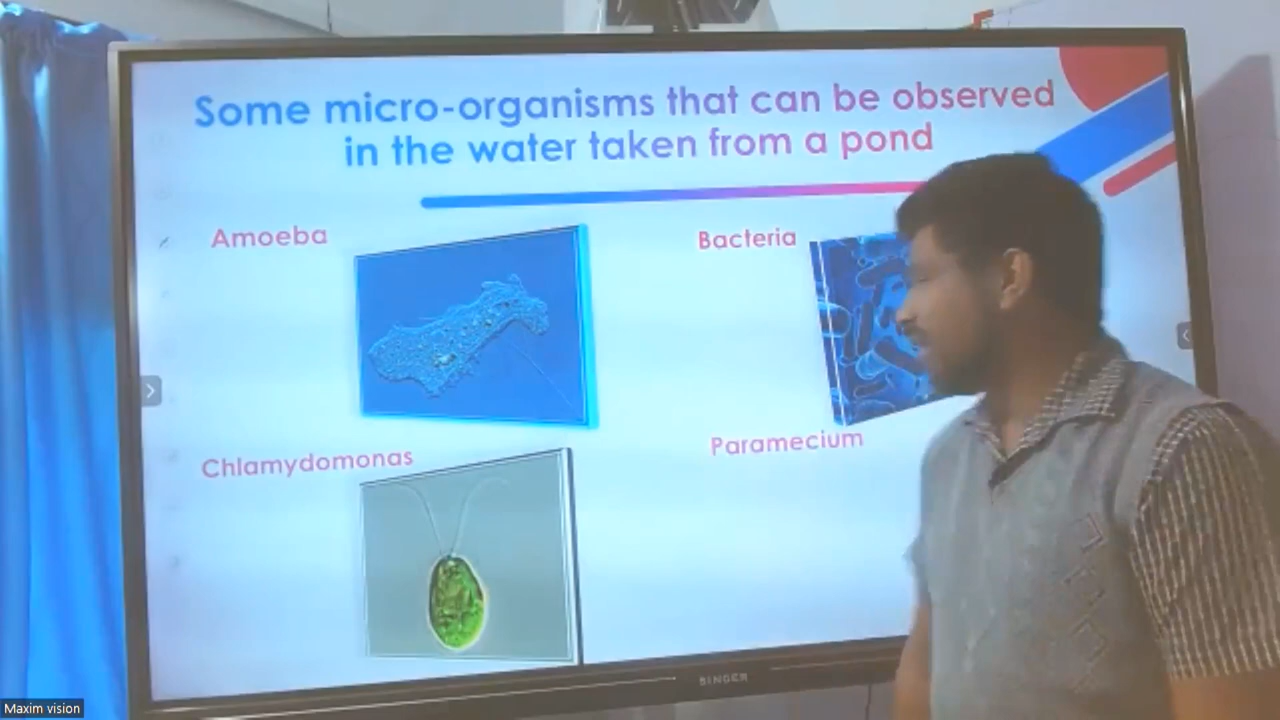 Some micro-organisms that can be observed
in the water taken from a pond
Amoeba
Bacteria
Chlamydomonas
Paramecium
SINGER
Maxim vision